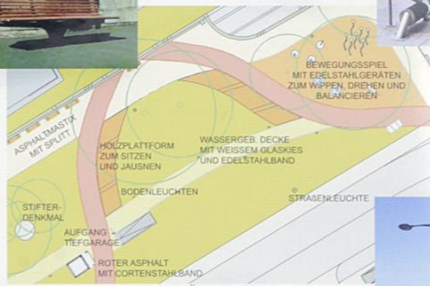 BEWEGUNGSSPIEL
MIT EDELSTAHLGERÄTEN
ZUM WIPPEN, DREHEN UND
BALANCIEREN
ASPHALTMASTIX
MIT SPLITT
HOLZPLATTFORM
ZUM SITZEN
UND JAUSNEN
WASSERGEB. DECKE
MIT WEISSEM GLASKIES
UND EDELSTAHLBAND
BODENLEUCHTEN
STRAßENLEUCHTE
STIFTER-
DENKMAL
AUFGANG
TIEFGARAGE
ROTER ASPHALT
MIT CORTENSTAHLBAND